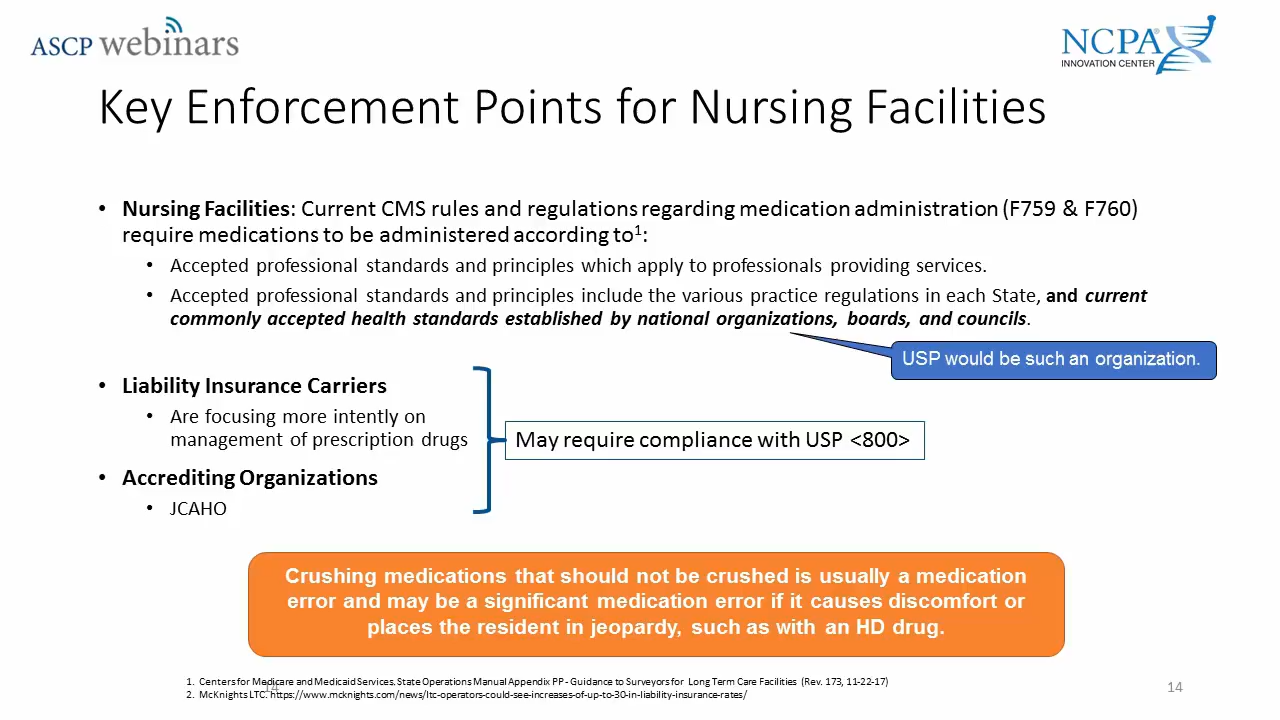 ASCP webinars
NCPA®
INNOVATION CENTER
Key Enforcement Points for Nursing Facilities
• Nursing Facilities: Current CMS rules and regulations regarding medication administration (F759 & F760)
require medications to be administered according to1:
• Accepted professional standards and principles which apply to professionals providing services.
• Accepted professional standards and principles include the various practice regulations in each State, and current
commonly accepted health standards established by national organizations, boards, and councils.
USP would be such an organization.
• Liability Insurance Carriers
• Are focusing more intently on
management of prescription drugs
May require compliance with USP <800>
• Accrediting Organizations
• JCAHO
Crushing medications that should not be crushed is usually a medication
error and may be a significant medication error if it causes discomfort or
places the resident in jeopardy, such as with an HD drug.
1. Centers for Medicare and Medicaid Services. State Operations Manual Appendix PP - Guidance to Surveyors for Long Term Care Facilities (Rev. 173, 11-22-17)
14
2. McKnights LTC. https://www.mcknights.com/news/ltc-operators-could-see-increases-of-up-to-30-in-liability-insurance-rates/
14